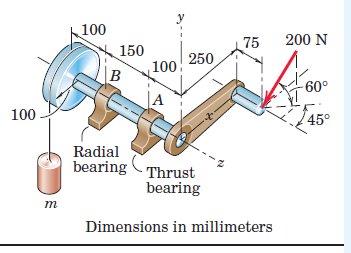 y
100
75
200 N
150
250
100
B
60°
A
100
x
45°
Radial
bearing
z
Thrust
bearing
m
Dimensions in millimeters